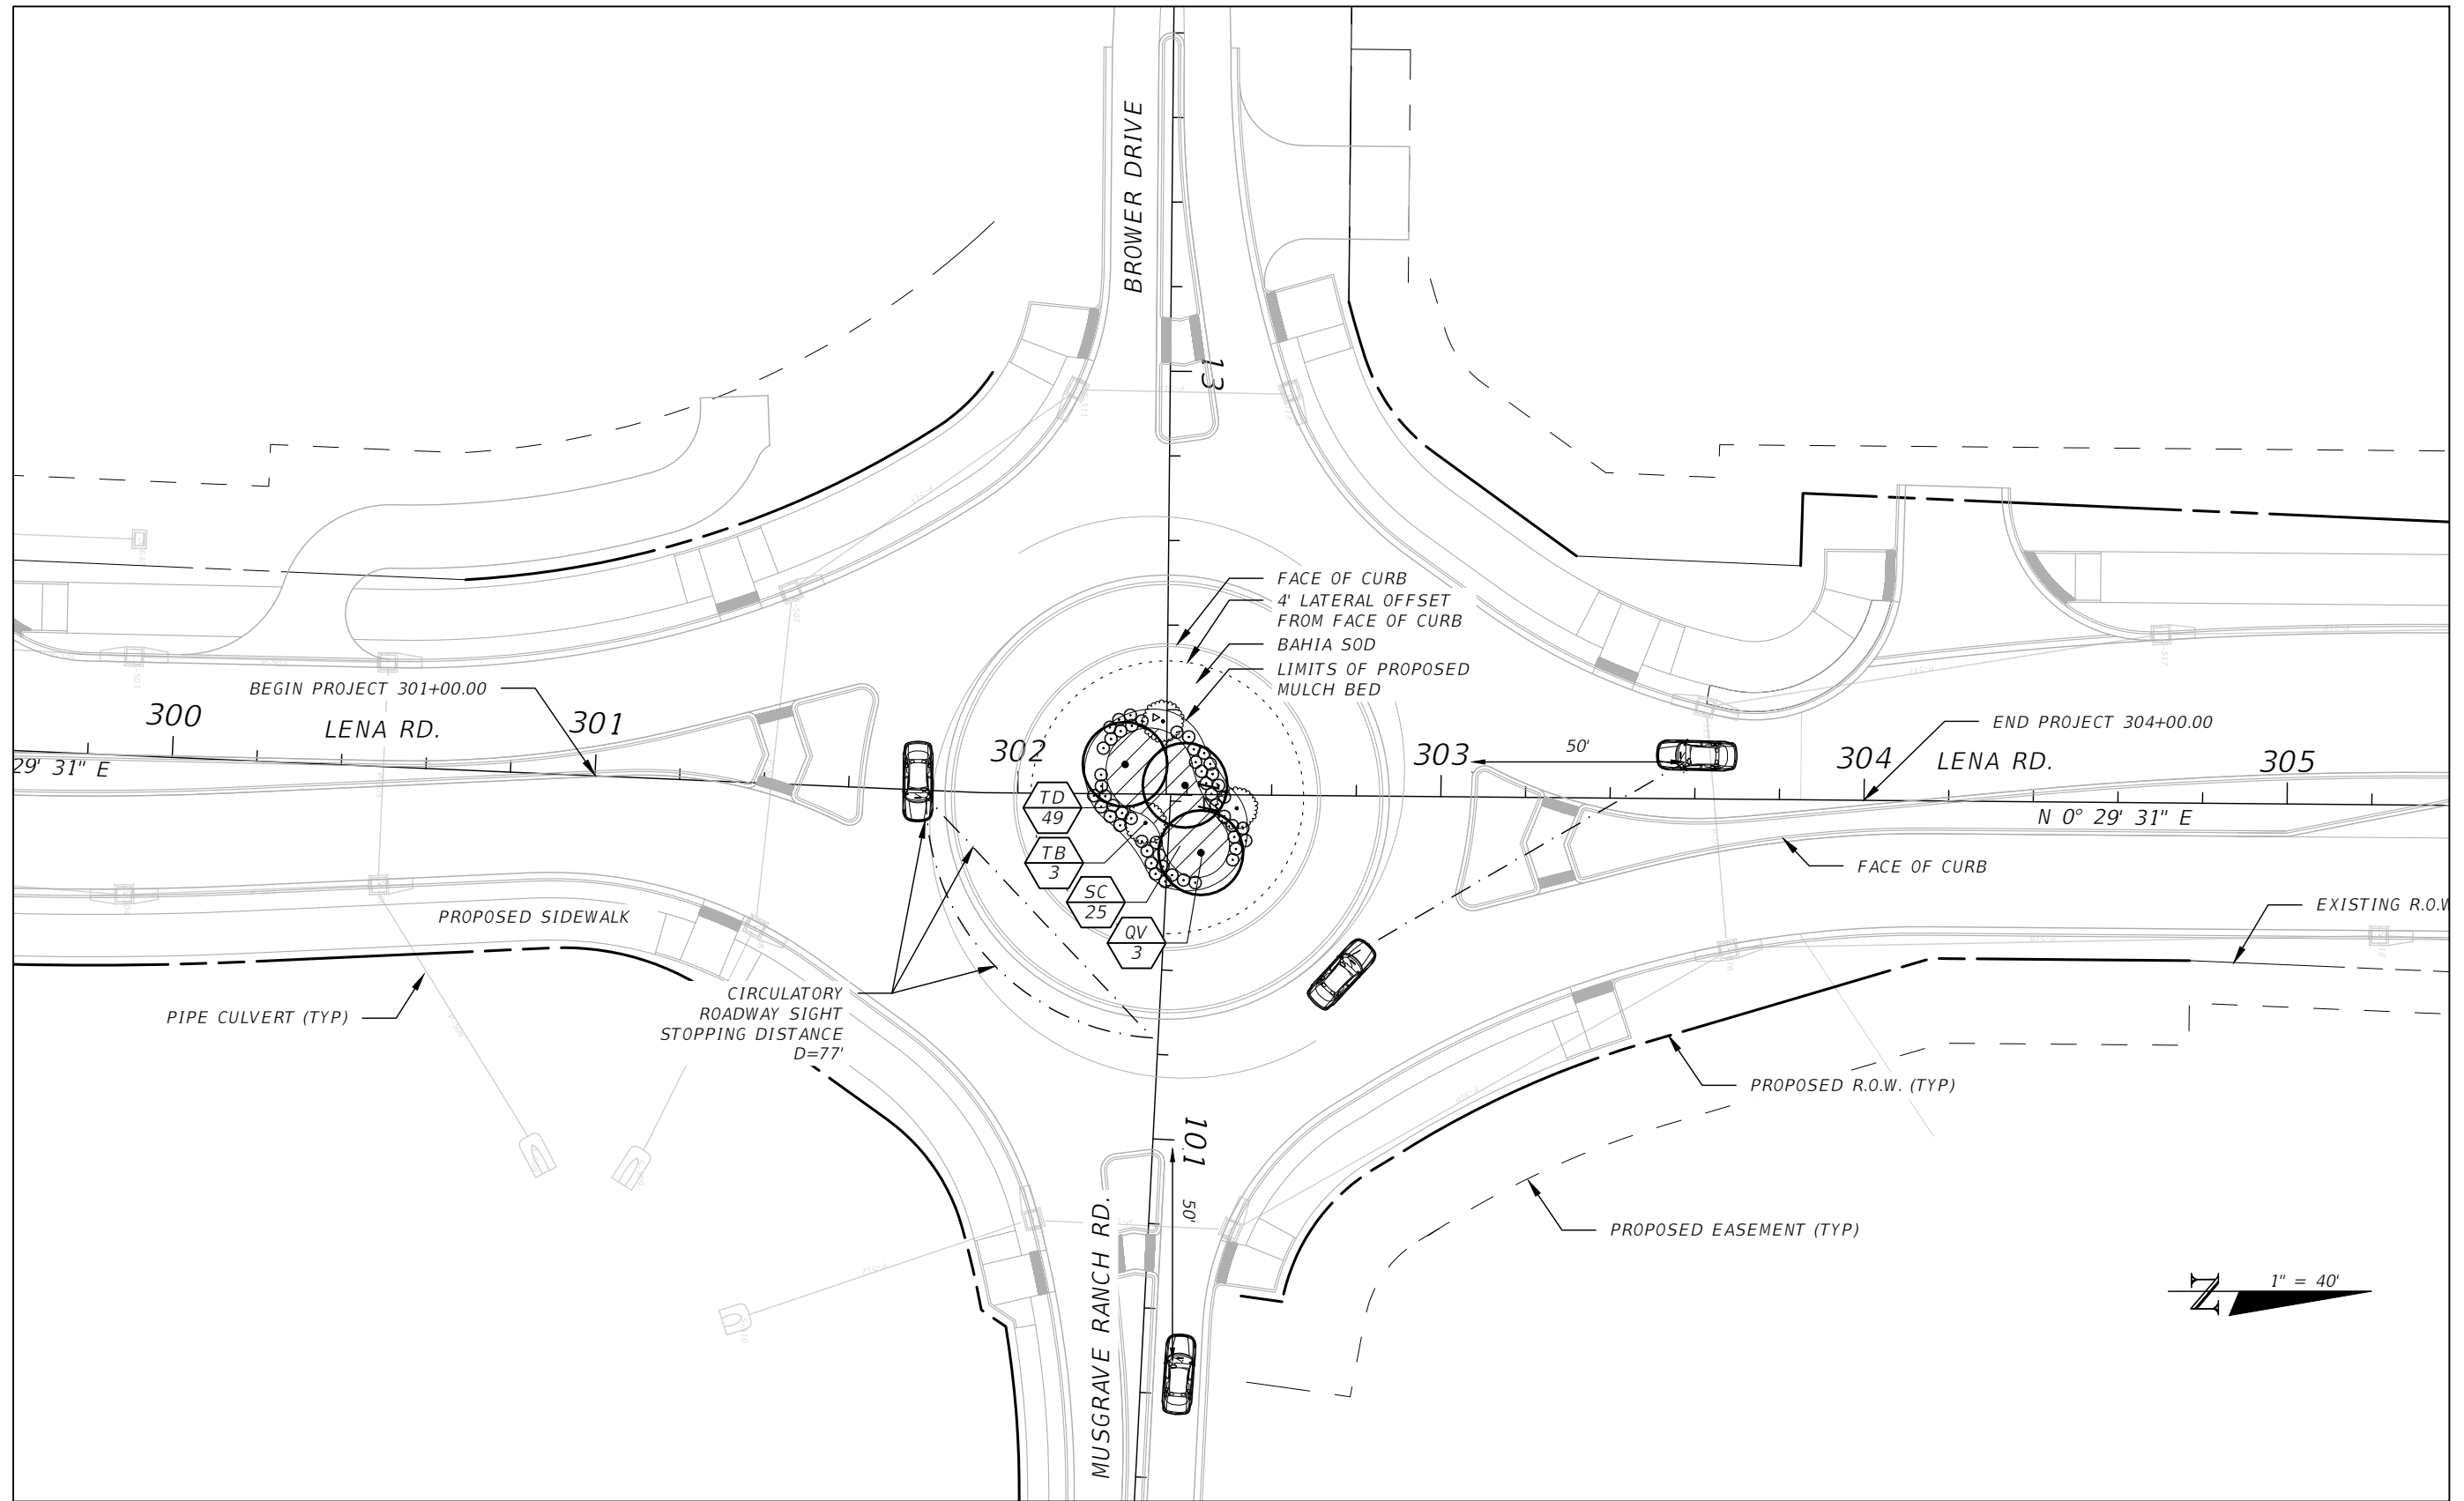 BROWER DRIVE
13
FACE OF CURB
4' LATERAL OFFSET
FROM FACE OF CURB
BAHIA SOD
LIMITS OF PROPOSED
MULCH BED
BEGIN PROJECT 301+00.00
300
LENA RD.
301
302
303
50'
304
END PROJECT 304+00.00
LENA RD.
305
29' 31" E
N 0° 29' 31" E
TD
49
TB
3
SC
25
QV
3
FACE OF CURB
EXISTING R.O.W
PROPOSED SIDEWALK
PIPE CULVERT (TYP)
CIRCULATORY
ROADWAY SIGHT
STOPPING DISTANCE
D=77'
PROPOSED R.O.W. (TYP)
101
50'
MUSGRAVE RANCH RD.
PROPOSED EASEMENT (TYP)
N
1" = 40'